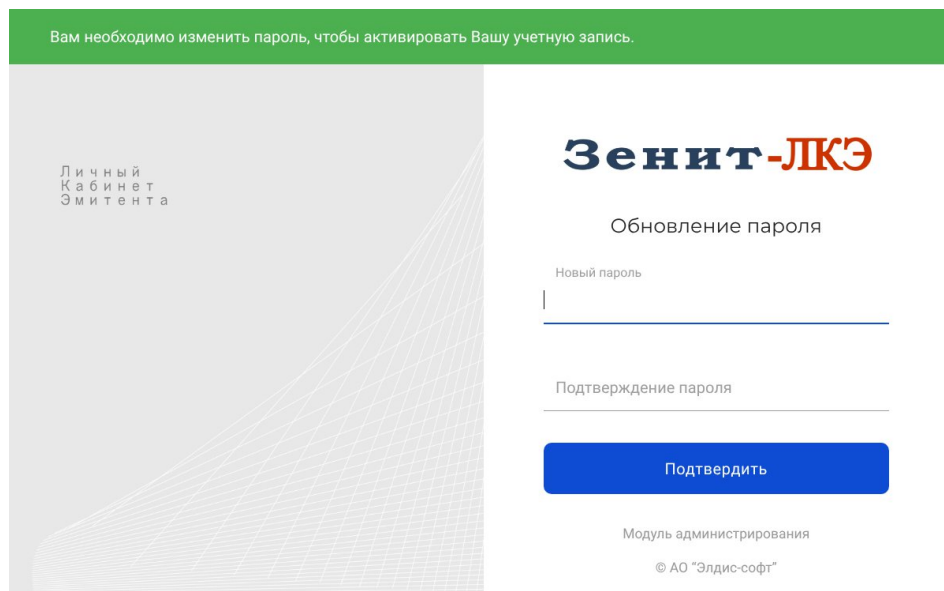 Вам необходимо изменить пароль, чтобы активировать Вашу учетную запись.
Личный
Кабинет
Эмитента
Зенит-ЛКЭ
Обновление пароля
Новый пароль
Подтверждение пароля
Подтвердить
Модуль администрирования
© АО "Элдис-софт"